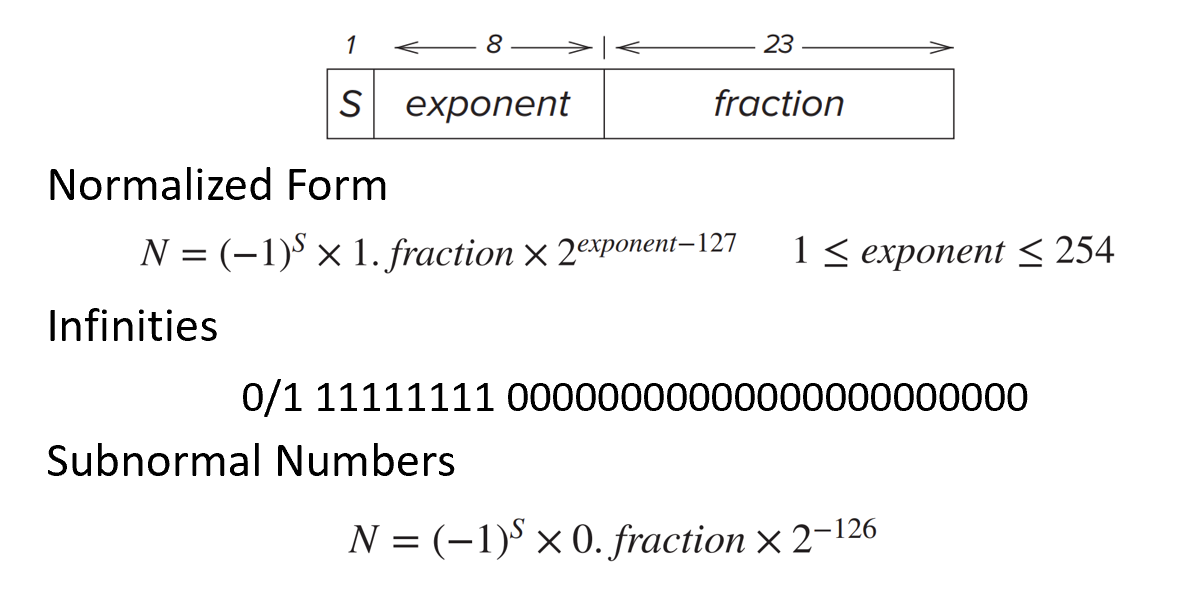 1 8 | 23
S exponent fraction
Normalized Form
N = (−1)^S × 1. fraction × 2^{exponent−127} 1 ≤ exponent ≤ 254
Infinities
0/1 11111111 00000000000000000000000
Subnormal Numbers
N = (−1)^S × 0. fraction × 2^{−126}